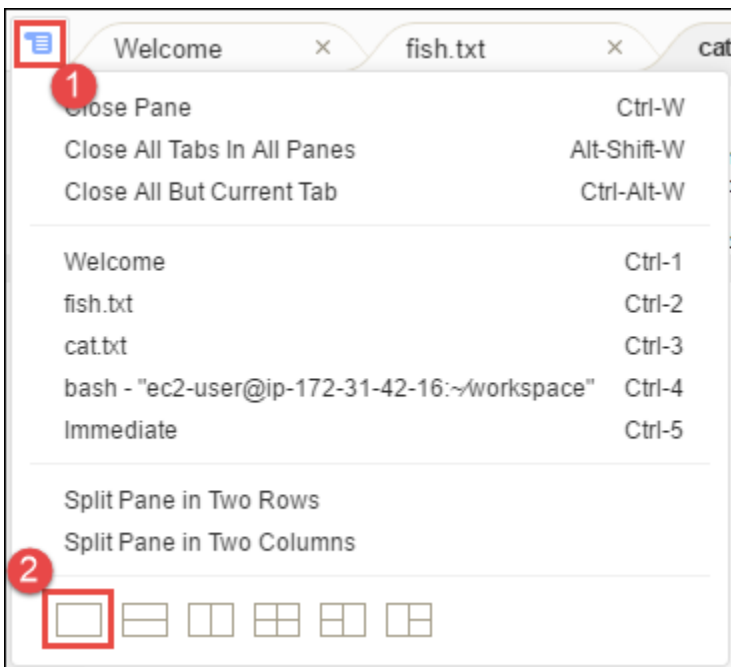 Welcome × fish.txt × cat
1
Close Pane Ctrl-W
Close All Tabs In All Panes Alt-Shift-W
Close All But Current Tab Ctrl-Alt-W
Welcome Ctrl-1
fish.txt Ctrl-2
cat.txt Ctrl-3
bash - "ec2-user@ip-172-31-42-16:~/workspace" Ctrl-4
Immediate Ctrl-5
Split Pane in Two Rows
Split Pane in Two Columns
2